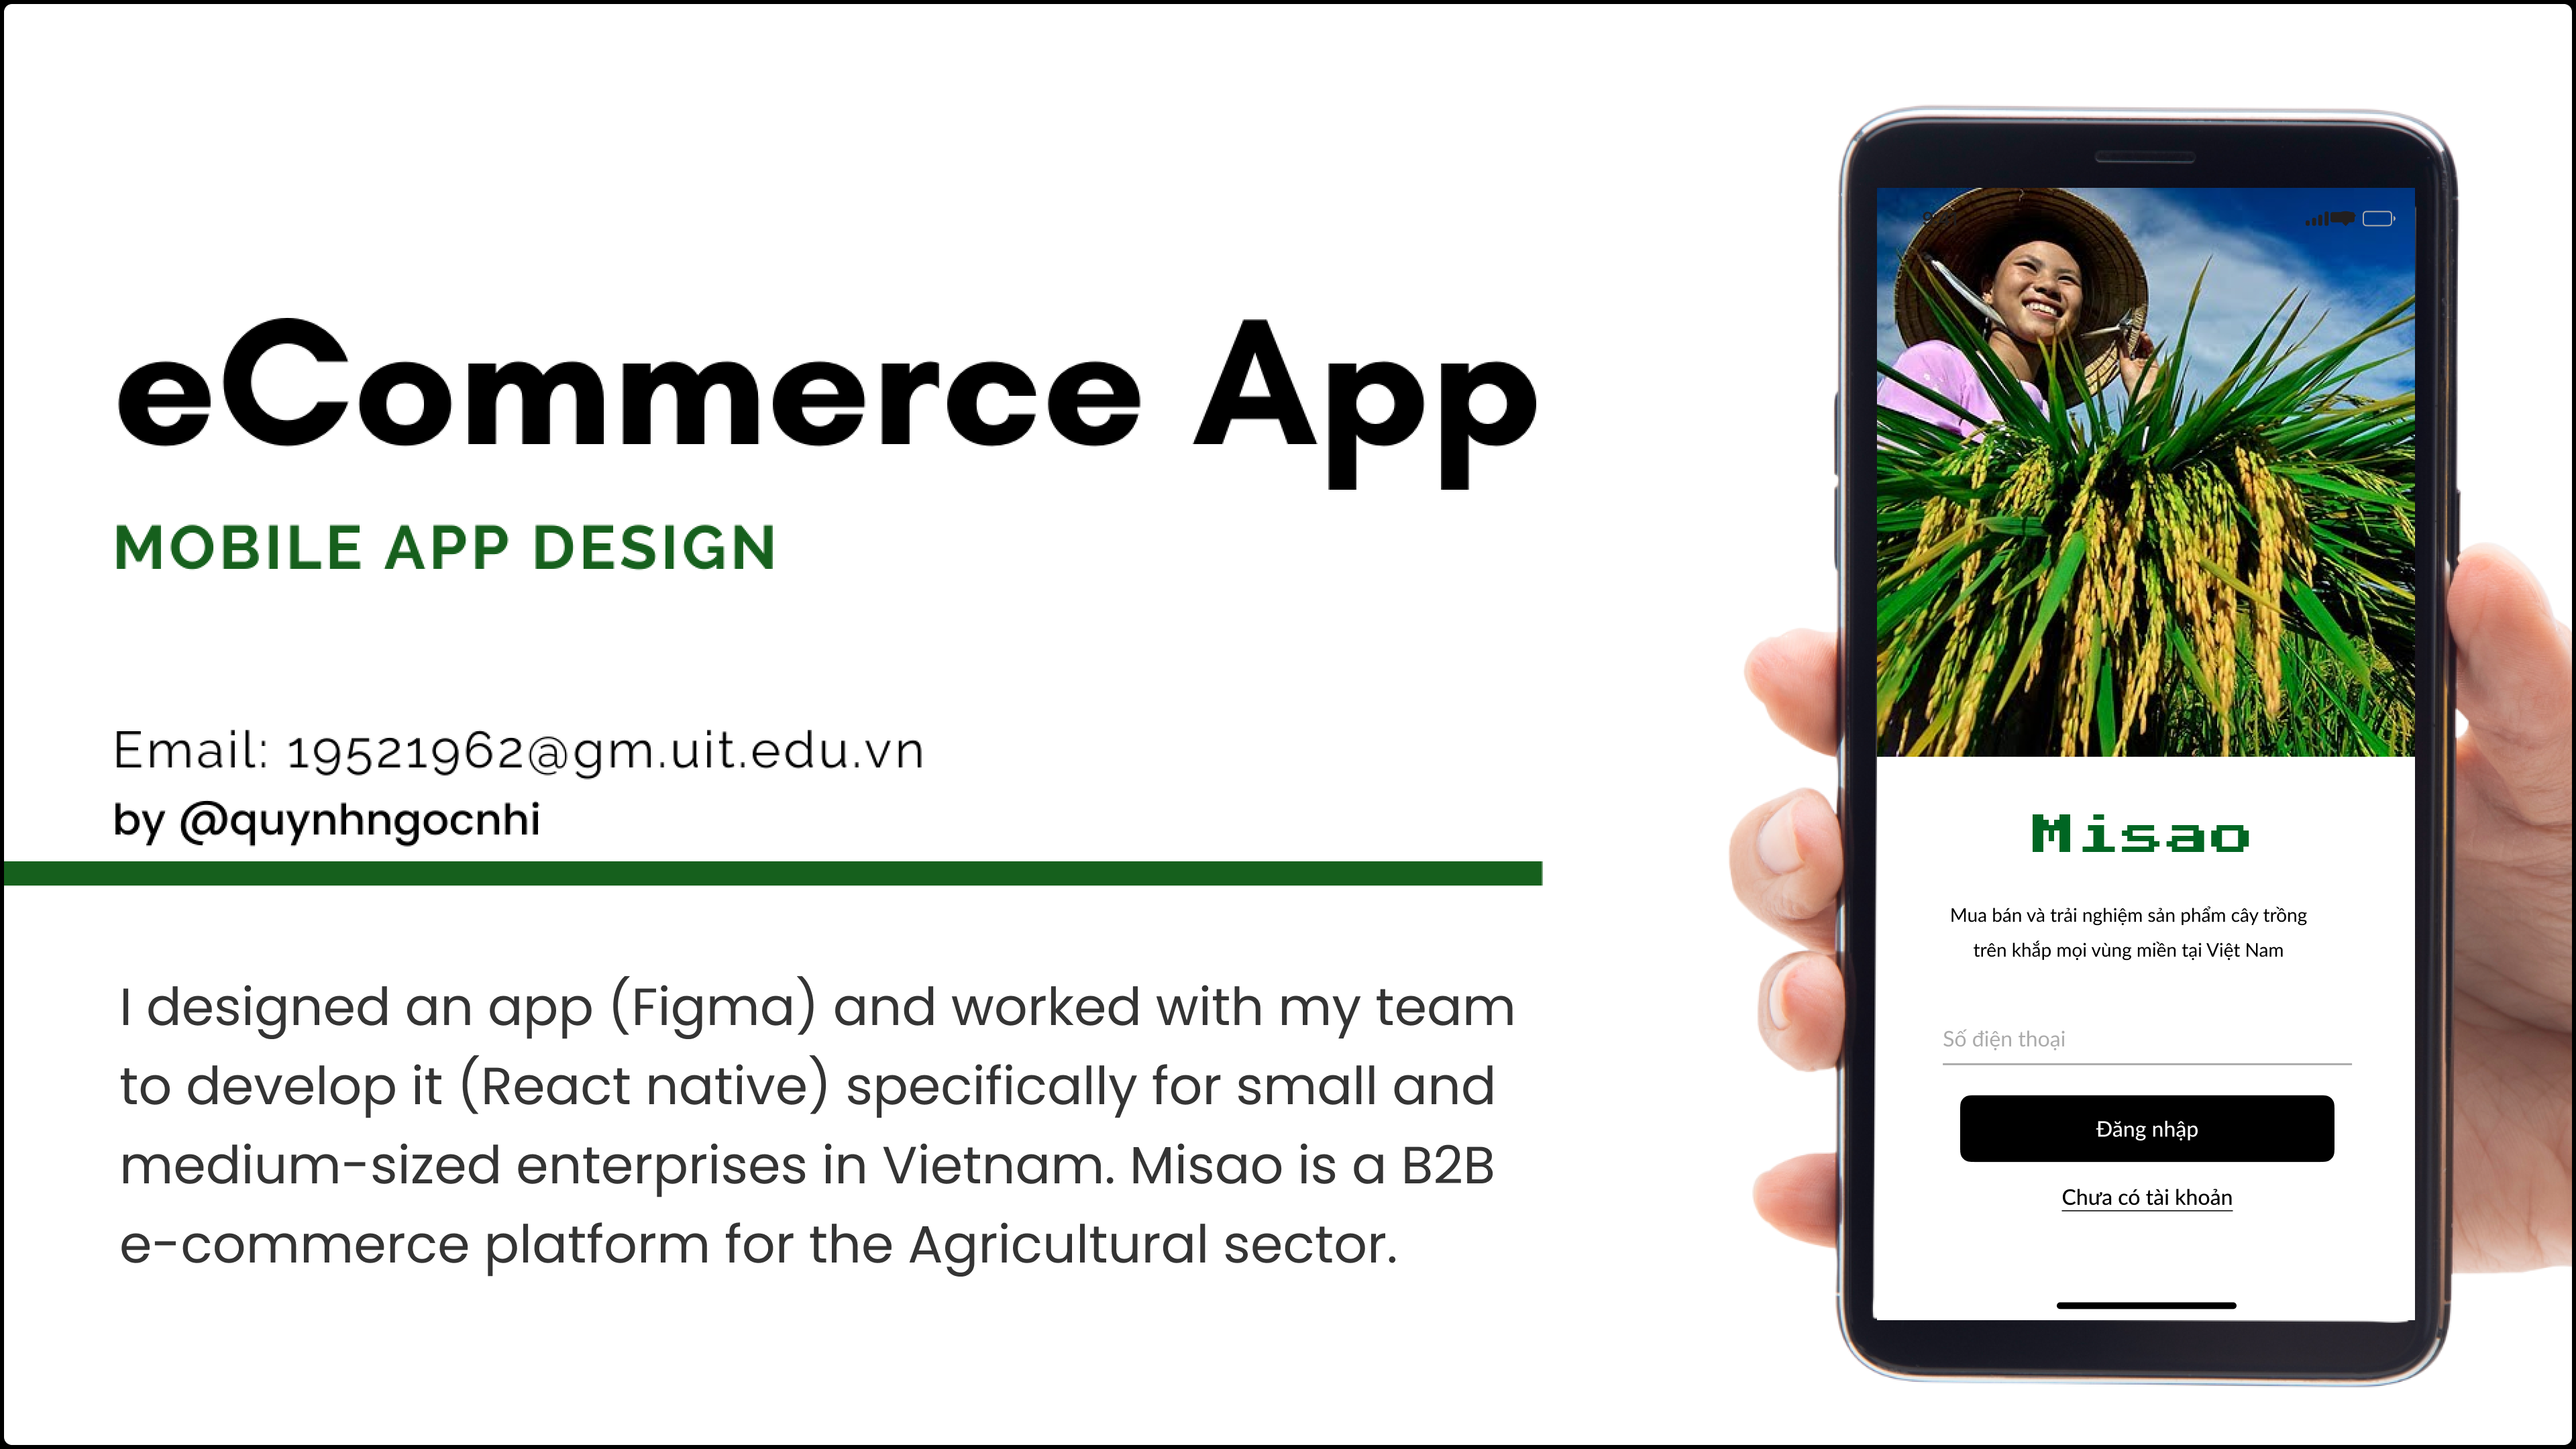 eCommerce App
MOBILE APP DESIGN
Email: 19521962@gm.uit.edu.vn
by @quynhngocnhi
I designed an app (Figma) and worked with my team
to develop it (React native) specifically for small and
medium-sized enterprises in Vietnam. Misao is a B2B
e-commerce platform for the Agricultural sector.
Misao
Mua bán và trải nghiệm sản phẩm cây trồng
trên khắp mọi vùng miền tại Việt Nam
Số điện thoại
Đăng nhập
Chưa có tài khoản